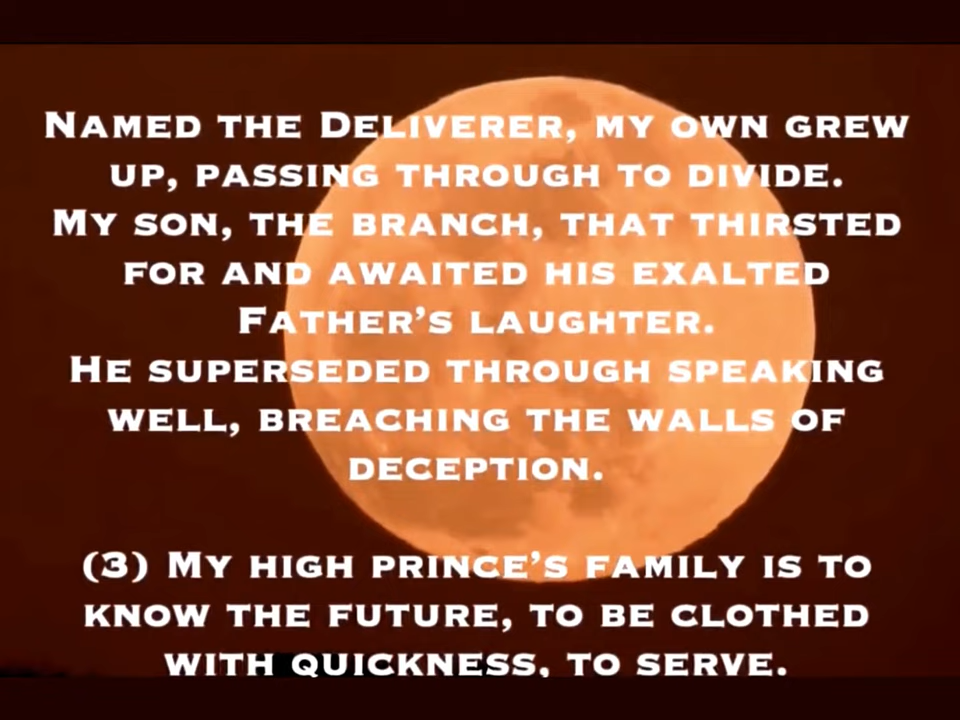 Named the Deliverer, my own grew
up, passing through to divide.
My son, the branch, that thirsted
for and awaited his exalted
Father's laughter.
He superseded through speaking
well, breaching the walls of
deception.
(3) My high prince's family is to
know the future, to be clothed
with quickness, to serve.